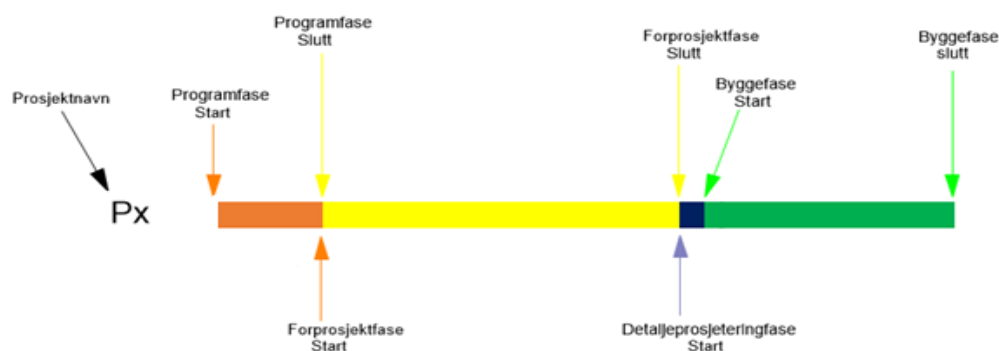 Programfase
Slutt
Forprosjektfase
Slutt
Byggefase
slutt
Prosjektnavn
Programfase
Start
Byggefase
Start
Px
Forprosjektfase
Start
Detaljeprosjeteringfase
Start